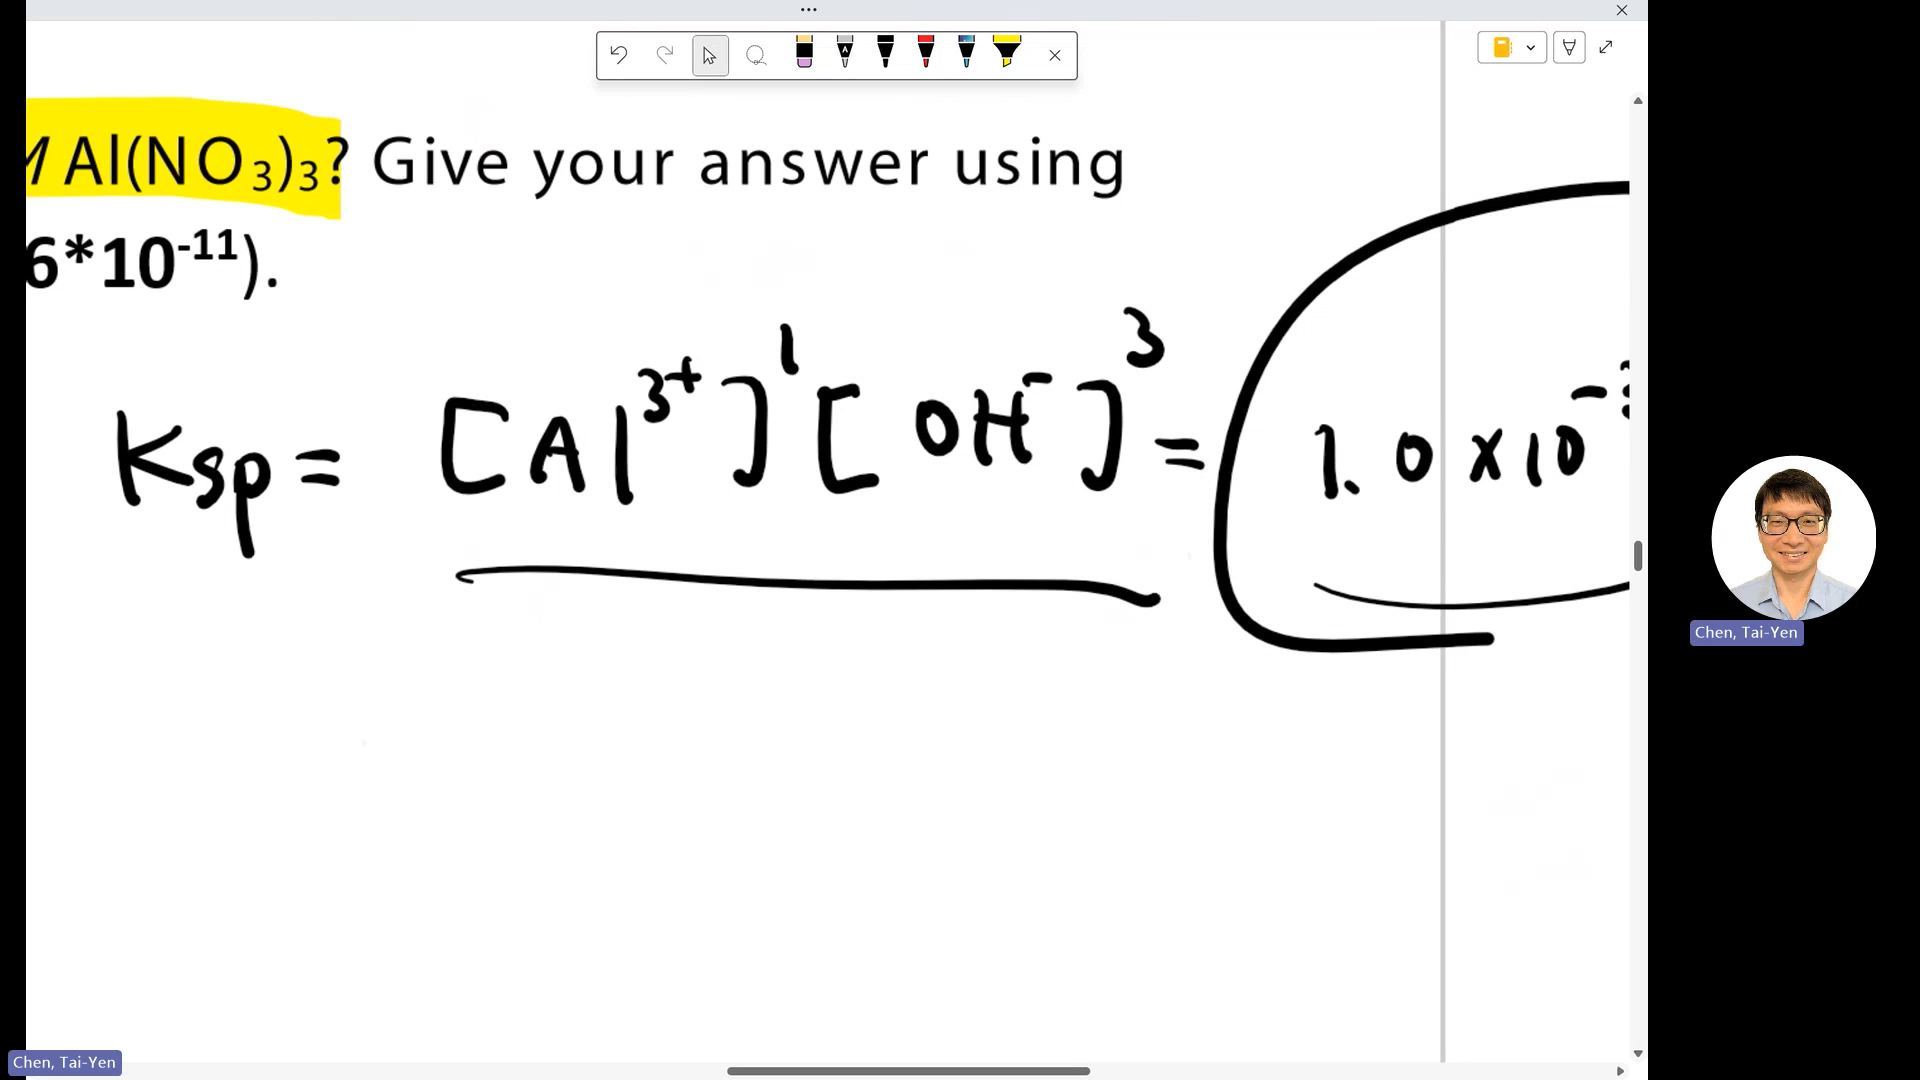 Al(NO₃)₃? Give your answer using
6*10⁻¹¹).
Ksp = [Al³⁺]¹ [OH⁻]³ = 1.0 × 10⁻
Chen, Tai-Yen
Chen, Tai-Yen